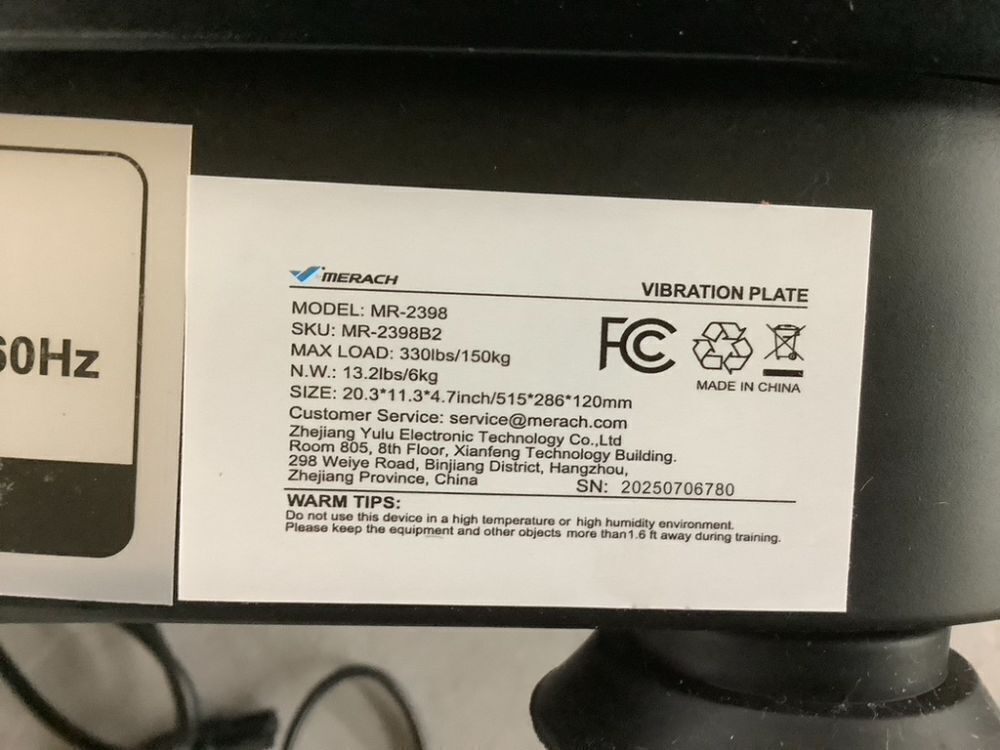 60Hz
MERACH
VIBRATION PLATE
MODEL: MR-2398
SKU: MR-2398B2
MAX LOAD: 330lbs/150kg
N.W.: 13.2lbs/6kg
SIZE: 20.3*11.3*4.7inch/515*286*120mm
FC
MADE IN CHINA
Customer Service: service@merach.com
Zhejiang Yulu Electronic Technology Co.,Ltd
Room 805, 8th Floor, Xianfeng Technology Building.
298 Weiye Road, Binjiang District, Hangzhou,
Zhejiang Province, China
SN: 20250706780
WARM TIPS:
Do not use this device in a high temperature or high humidity environment.
Please keep the equipment and other objects more than1.6 ft away during training.